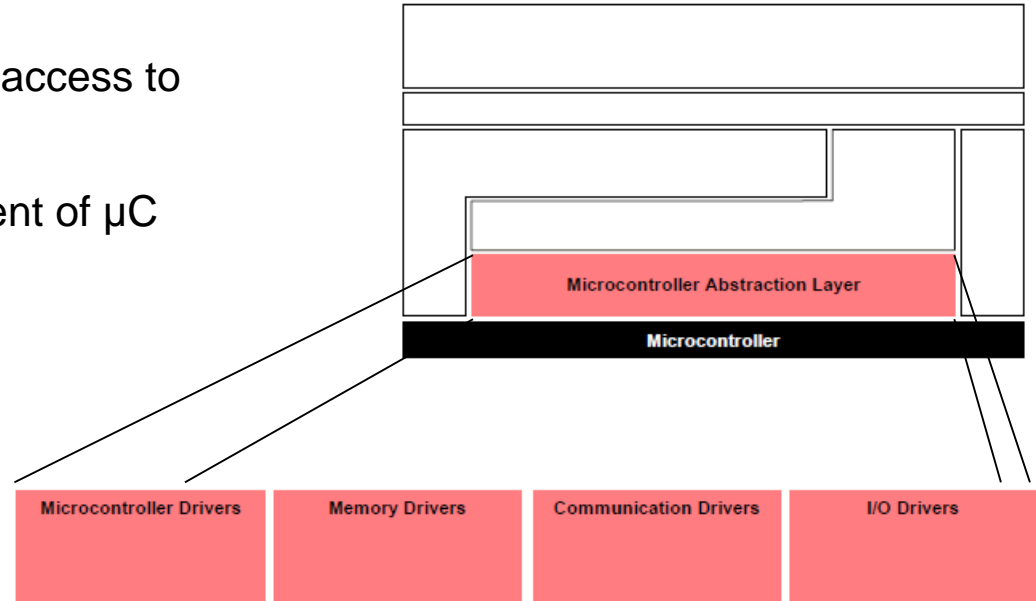 access to
ent of µC
Microcontroller Abstraction Layer
Microcontroller
Microcontroller Drivers
Memory Drivers
Communication Drivers
I/O Drivers